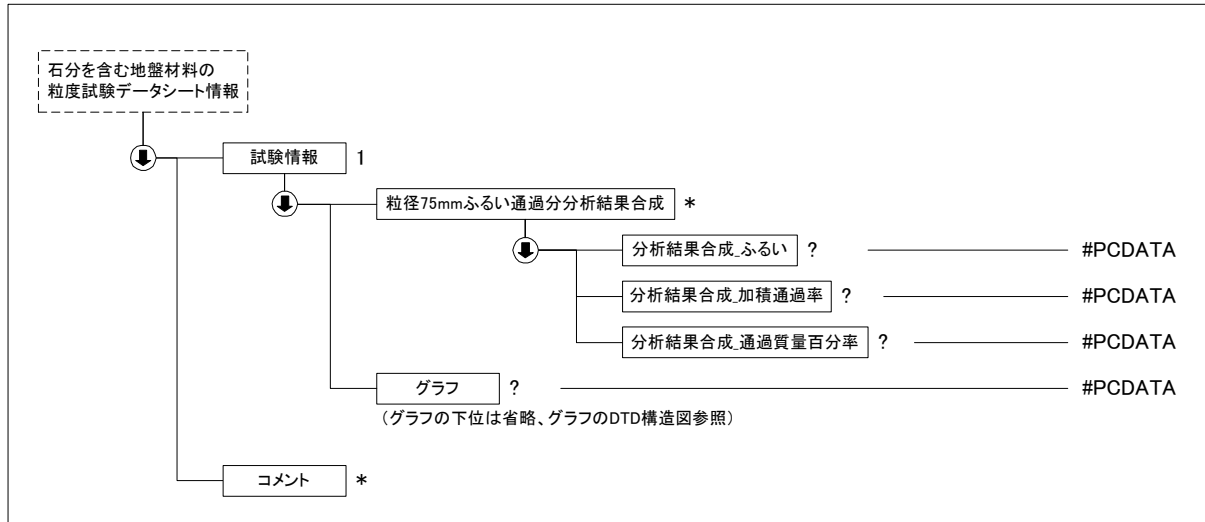 石分を含む地盤材料の
粒度試験データシート情報
試験情報 1
粒径75mmふるい通過分分析結果合成 *
分析結果合成_ふるい ? #PCDATA
分析結果合成_加積通過率 ? #PCDATA
分析結果合成_通過質量百分率 ? #PCDATA
グラフ ? #PCDATA
(グラフの下位は省略、グラフのDTD構造図参照)
コメント *